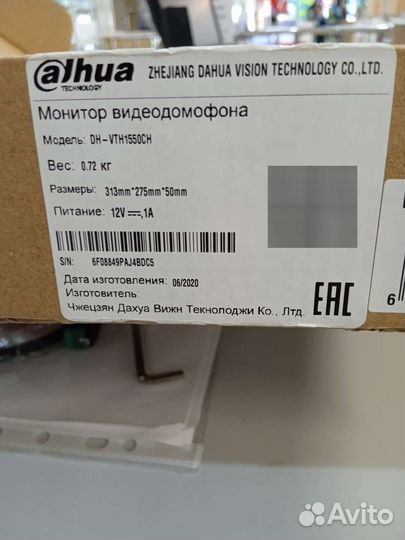 alhua
TECHNOLOGY
ZHEJIANG DAHUA VISION TECHNOLOGY CO.,LTD.
Монитор видеодомофона
Модель: DH-VTH1550CH
Вес: 0.72 кг
Размеры: 313mm*275mm*50mm
Питание: 12V⎓,1A
S/N: 6F08849PAJ4BDC5
Дата изготовления: 06/2020
Изготовитель:
Чжецзян Дахуа Вижн Текнолоджи Ко., Лтд.
EAC
6
Avito